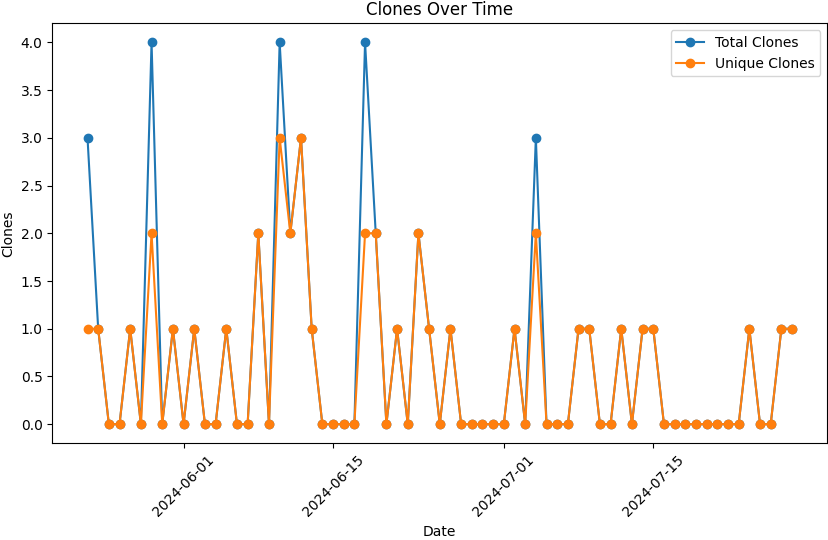 Clones Over Time
Total Clones
Unique Clones
4.0
3.5
3.0
2.5
2.0
1.5
1.0
0.5
0.0
Clones
2024-06-01
2024-06-15
2024-07-01
2024-07-15
Date